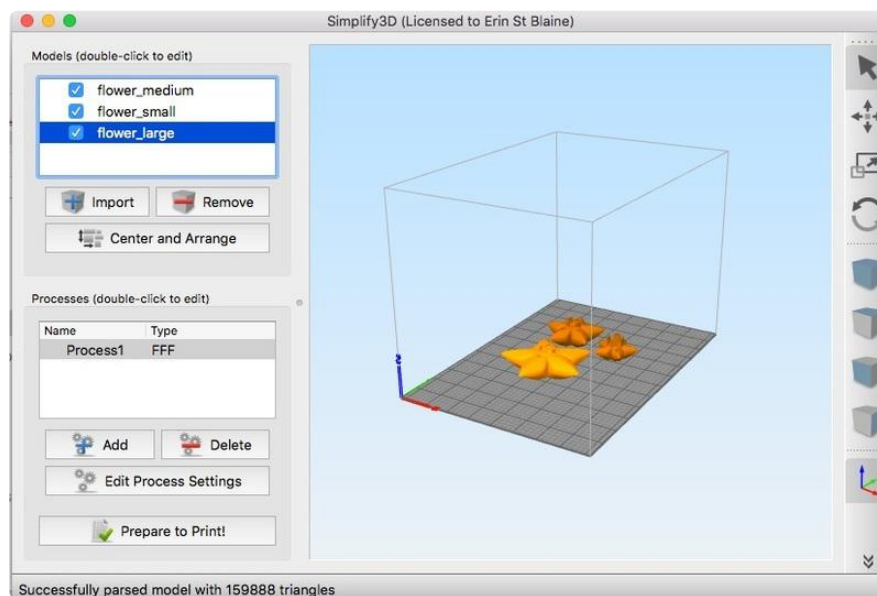 Simplify3D (Licensed to Erin St Blaine)
Models (double-click to edit)
flower_medium
flower_small
flower_large
Import Remove
Center and Arrange
Processes (double-click to edit)
Name Type
Process1 FFF
Add Delete
Edit Process Settings
Prepare to Print!
Successfully parsed model with 159888 triangles